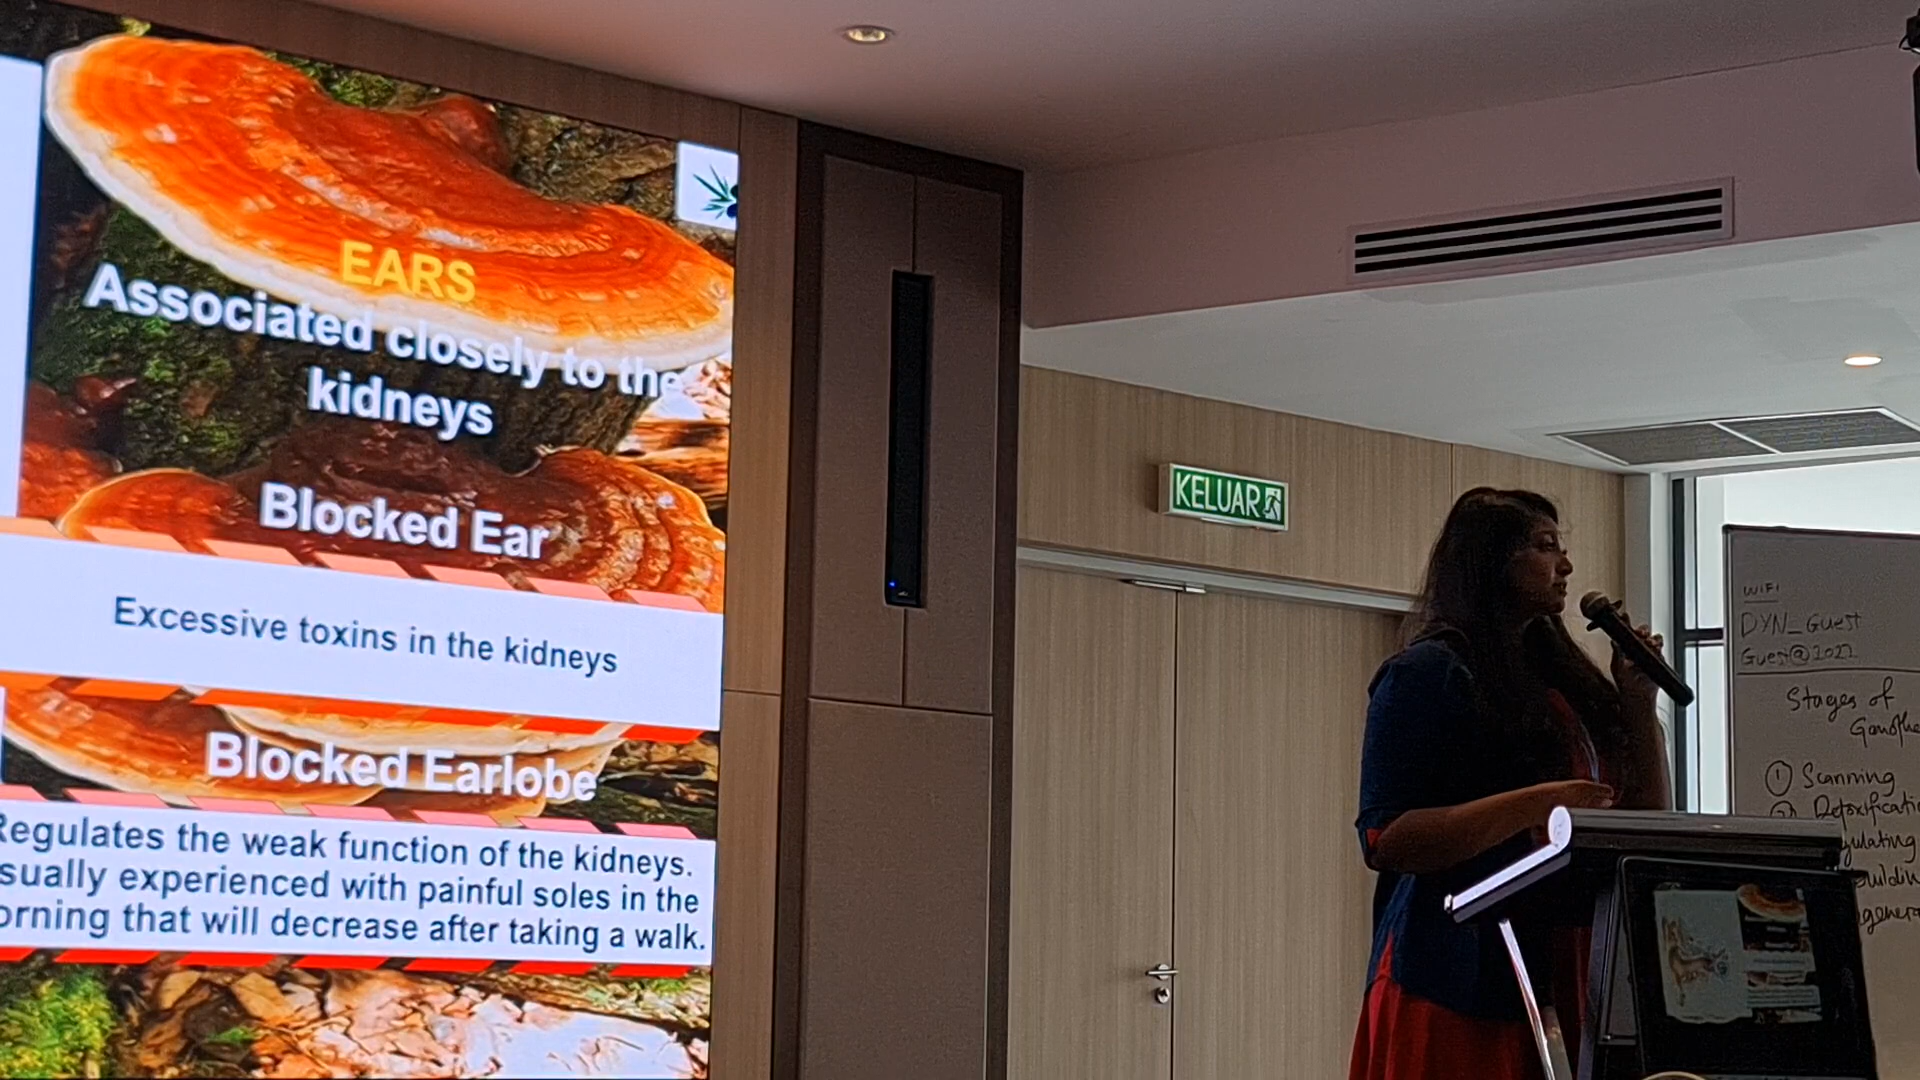 EARS
Associated closely to the
kidneys
Blocked Ear
Excessive toxins in the kidneys
Blocked Earlobe
Regulates the weak function of the kidneys.
sually experienced with painful soles in the
orning that will decrease after taking a walk.
KELUAR
WIFI
DXN_Guest
Guest@2022
Stages of
① Scanning